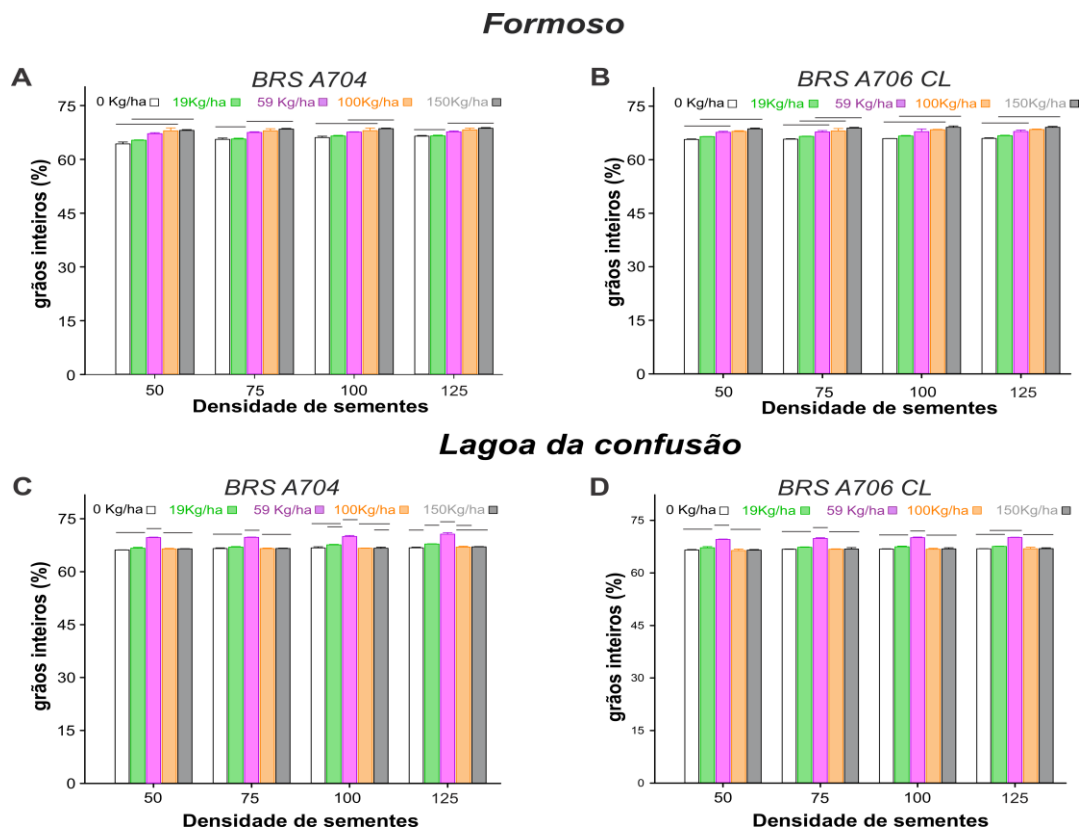 Formoso
A
BRS A704
0 Kg/ha 19Kg/ha 59 Kg/ha 100Kg/ha 150Kg/ha
grãos inteiros (%)
75
60
45
30
15
0
50 75 100 125
Densidade de sementes
B
BRS A706 CL
0 Kg/ha 19Kg/ha 59 Kg/ha 100Kg/ha 150Kg/ha
grãos inteiros (%)
75
60
45
30
15
0
50 75 100 125
Densidade de sementes
Lagoa da confusão
C
BRS A704
0 Kg/ha 19Kg/ha 59 Kg/ha 100Kg/ha 150Kg/ha
grãos inteiros (%)
75
60
45
30
15
0
50 75 100 125
Densidade de sementes
D
BRS A706 CL
0 Kg/ha 19Kg/ha 59 Kg/ha 100Kg/ha 150Kg/ha
grãos inteiros (%)
75
60
45
30
15
0
50 75 100 125
Densidade de sementes